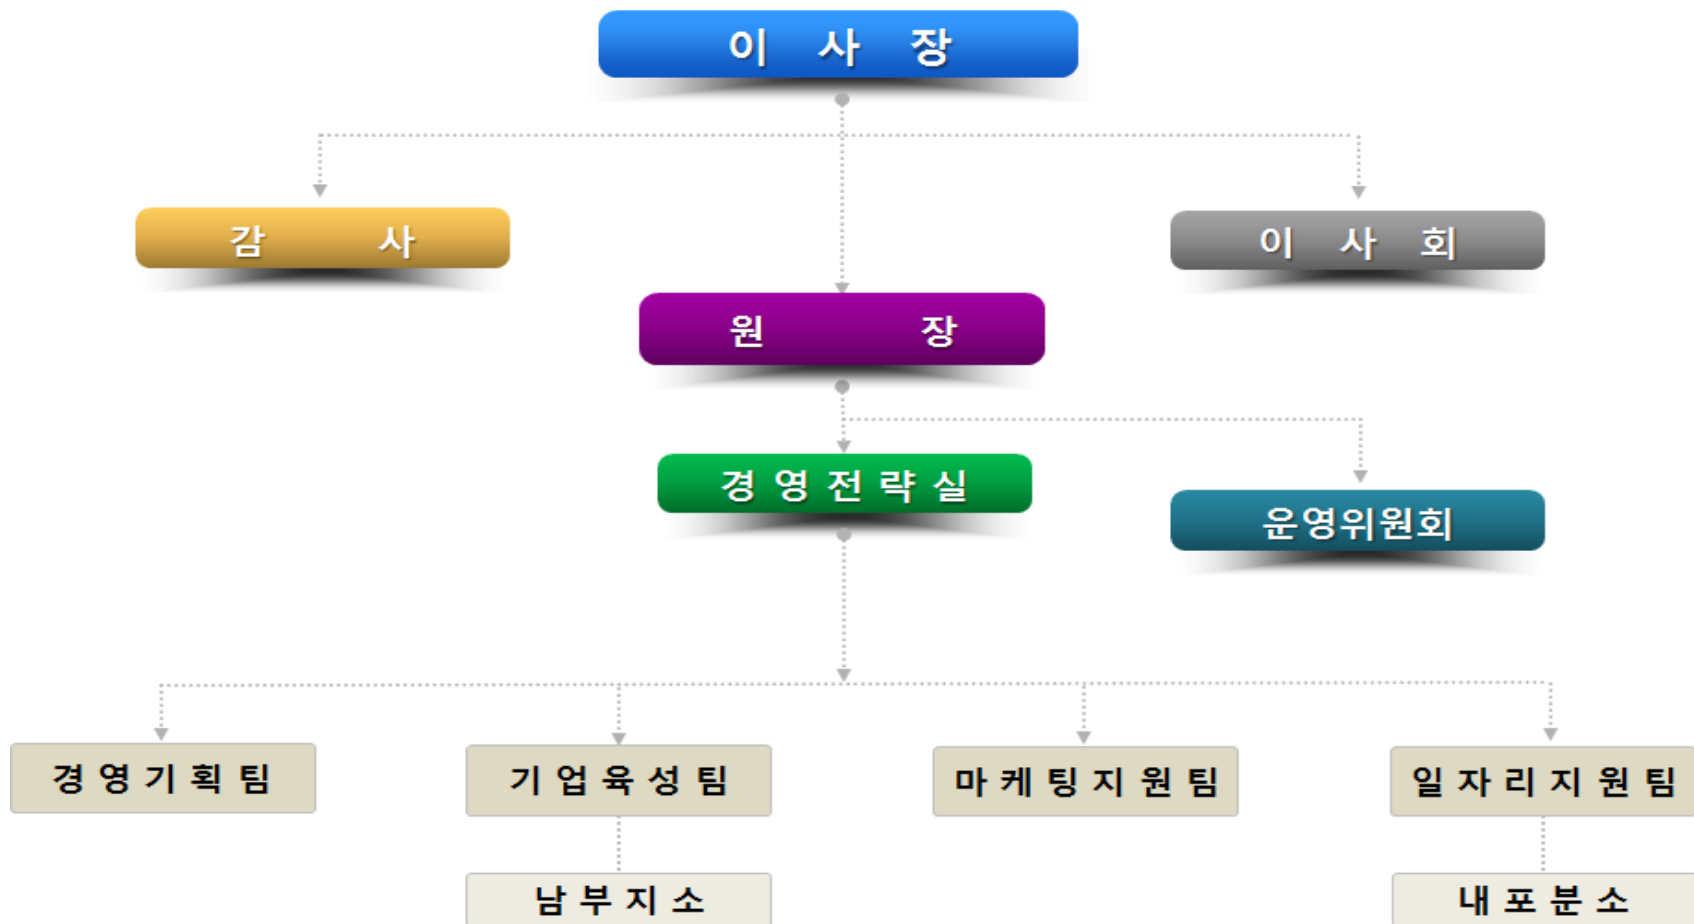 이 사 장
감 사
이 사 회
원 장
경영전략실
운영위원회
경영기획팀
기업육성팀
마케팅지원팀
일자리지원팀
남부지소
내포분소